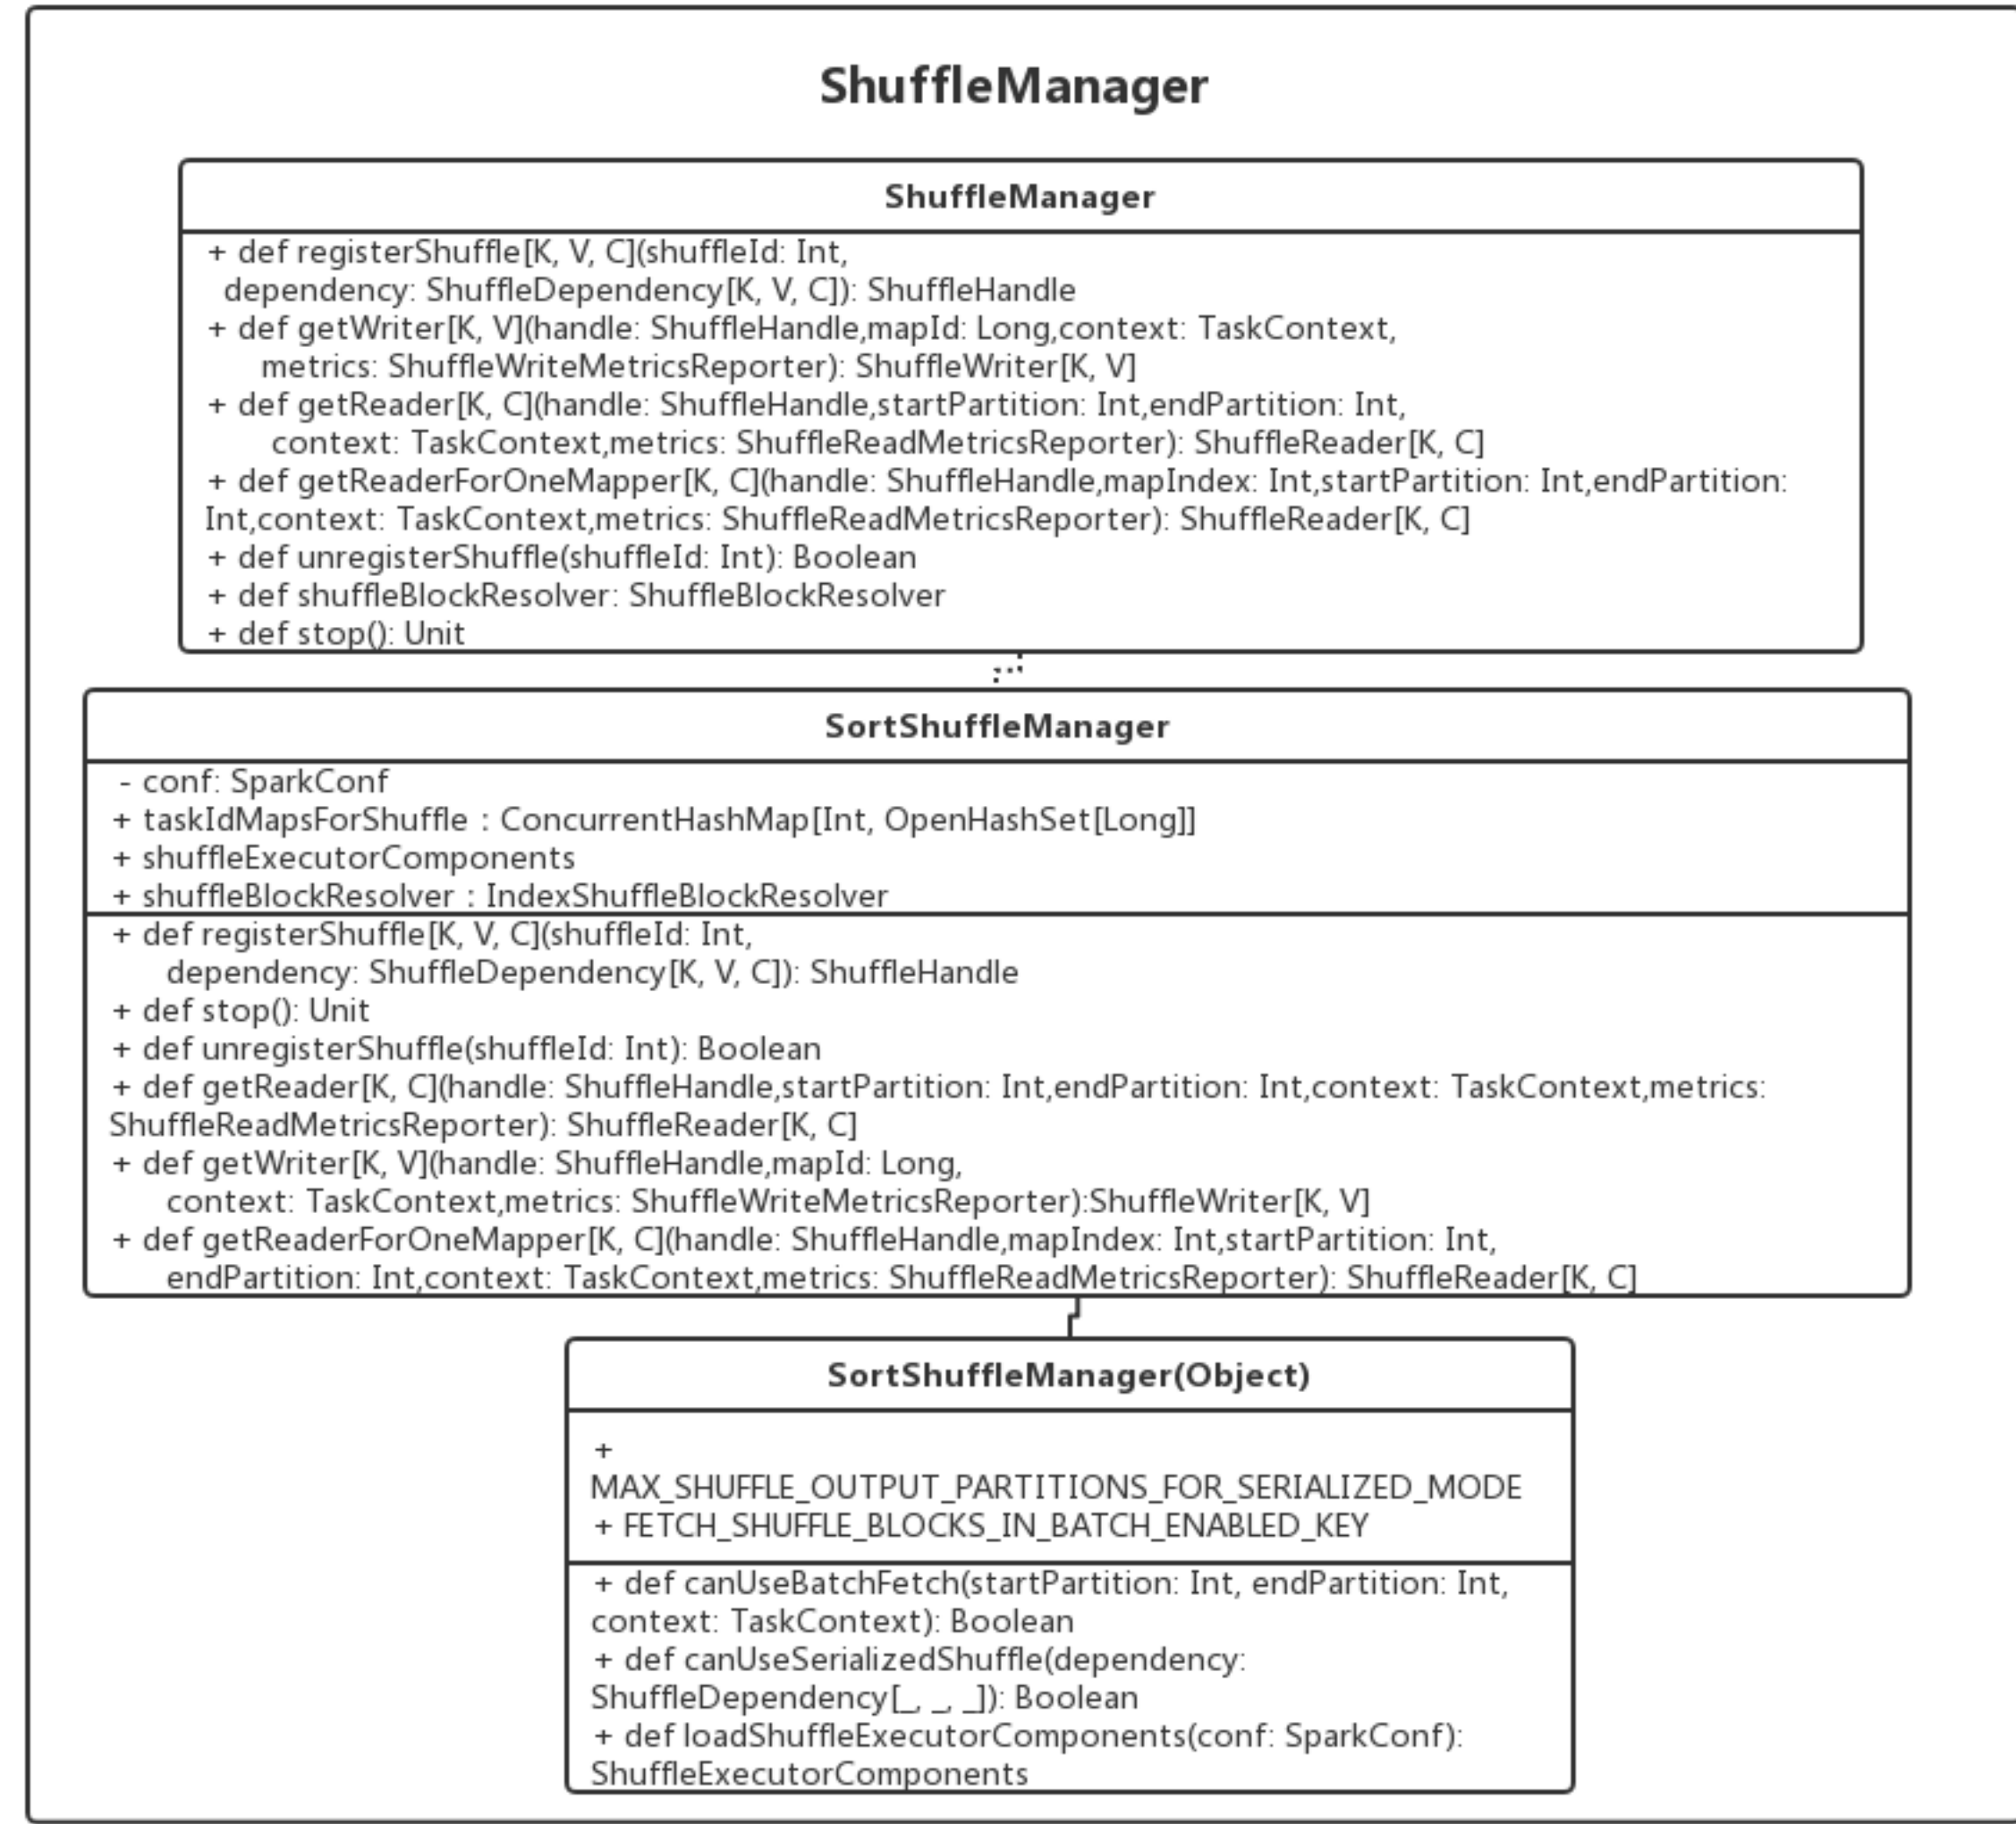 ShuffleManager
ShuffleManager
+ def registerShuffle[K, V, C](shuffleId: Int,
dependency: ShuffleDependency[K, V, C]): ShuffleHandle
+ def getWriter[K, V](handle: ShuffleHandle,mapId: Long,context: TaskContext,
metrics: ShuffleWriteMetricsReporter): ShuffleWriter[K, V]
+ def getReader[K, C](handle: ShuffleHandle,startPartition: Int,endPartition: Int,
context: TaskContext,metrics: ShuffleReadMetricsReporter): ShuffleReader[K, C]
+ def getReaderForOneMapper[K, C](handle: ShuffleHandle,mapIndex: Int,startPartition: Int,endPartition:
Int,context: TaskContext,metrics: ShuffleReadMetricsReporter): ShuffleReader[K, C]
+ def unregisterShuffle(shuffleId: Int): Boolean
+ def shuffleBlockResolver: ShuffleBlockResolver
+ def stop(): Unit
SortShuffleManager
- conf: SparkConf
+ taskIdMapsForShuffle : ConcurrentHashMap[Int, OpenHashSet[Long]]
+ shuffleExecutorComponents
+ shuffleBlockResolver : IndexShuffleBlockResolver
+ def registerShuffle[K, V, C](shuffleId: Int,
dependency: ShuffleDependency[K, V, C]): ShuffleHandle
+ def stop(): Unit
+ def unregisterShuffle(shuffleId: Int): Boolean
+ def getReader[K, C](handle: ShuffleHandle,startPartition: Int,endPartition: Int,context: TaskContext,metrics:
ShuffleReadMetricsReporter): ShuffleReader[K, C]
+ def getWriter[K, V](handle: ShuffleHandle,mapId: Long,
context: TaskContext,metrics: ShuffleWriteMetricsReporter):ShuffleWriter[K, V]
+ def getReaderForOneMapper[K, C](handle: ShuffleHandle,mapIndex: Int,startPartition: Int,
endPartition: Int,context: TaskContext,metrics: ShuffleReadMetricsReporter): ShuffleReader[K, C]
SortShuffleManager(Object)
+
MAX_SHUFFLE_OUTPUT_PARTITIONS_FOR_SERIALIZED_MODE
+ FETCH_SHUFFLE_BLOCKS_IN_BATCH_ENABLED_KEY
+ def canUseBatchFetch(startPartition: Int, endPartition: Int,
context: TaskContext): Boolean
+ def canUseSerializedShuffle(dependency:
ShuffleDependency[_, _, _]): Boolean
+ def loadShuffleExecutorComponents(conf: SparkConf):
ShuffleExecutorComponents